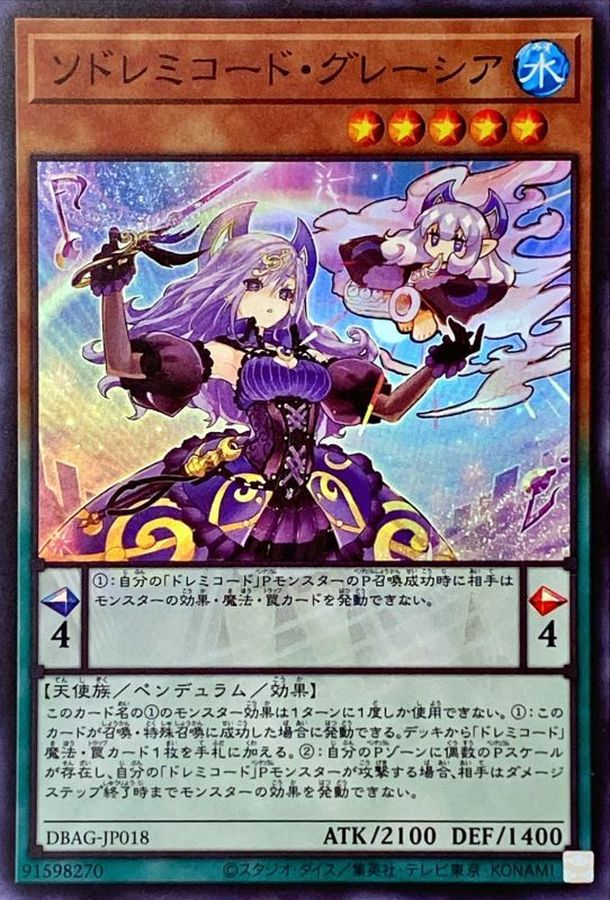 ソドレミコード・グレーシア
水
4
4
①:自分の「ドレミコード」PモンスターのP召喚成功時に相手は
モンスターの効果・魔法・罠カードを発動できない。
【天使族/ペンデュラム/効果】
このカード名の①のモンスター効果は1ターンに1度しか使用できない。①:この
カードが召喚・特殊召喚に成功した場合に発動できる。デッキから「ドレミコード」
魔法・罠カード1枚を手札に加える。②:自分のPゾーンに偶数のPスケール
が存在し、自分の「ドレミコード」Pモンスターが攻撃する場合、相手はダメージ
ステップ終了時までモンスターの効果を発動できない。
DBAG-JP018 ATK/2100 DEF/1400
91598270 ©スタジオ・ダイス/集英社・テレビ東京・KONAMI